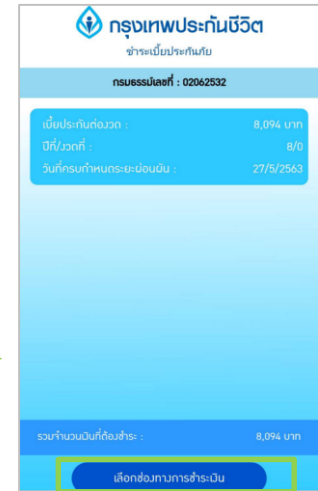 กรุงเทพประกันชีวิต
ชำระเบี้ยประกันภัย
กรมธรรม์เลขที่ : 02062532
เบี้ยประกันต่องวด : 8,094 บาท
ปีที่/งวดที่ : 8/0
วันที่ครบกำหนดระยะผ่อนผัน : 27/5/2563
รวมจำนวนเงินที่ต้องชำระ : 8,094 บาท
เลือกช่องทางการชำระเงิน